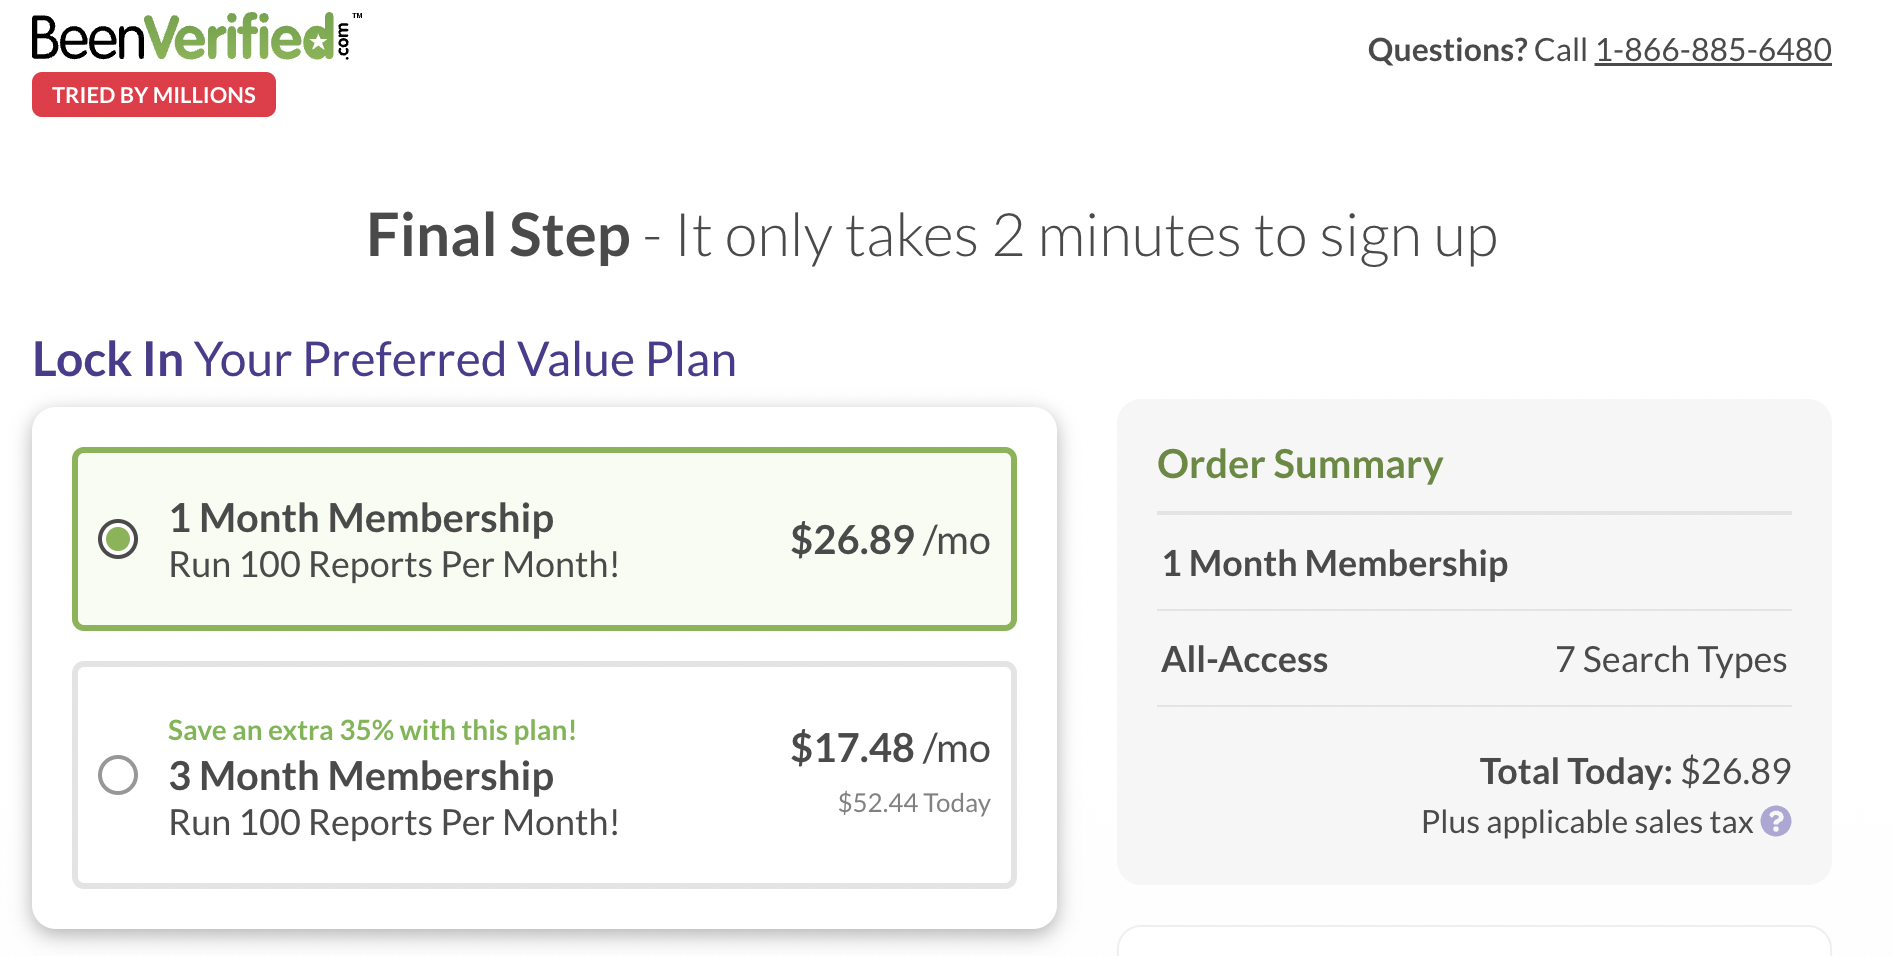 BeenVerified.com™
TRIED BY MILLIONS
Questions? Call 1-866-885-6480
Final Step - It only takes 2 minutes to sign up
Lock In Your Preferred Value Plan
1 Month Membership
Run 100 Reports Per Month!
$26.89 /mo
Save an extra 35% with this plan!
3 Month Membership
Run 100 Reports Per Month!
$17.48 /mo
$52.44 Today
Order Summary
1 Month Membership
All-Access 7 Search Types
Total Today: $26.89
Plus applicable sales tax ?